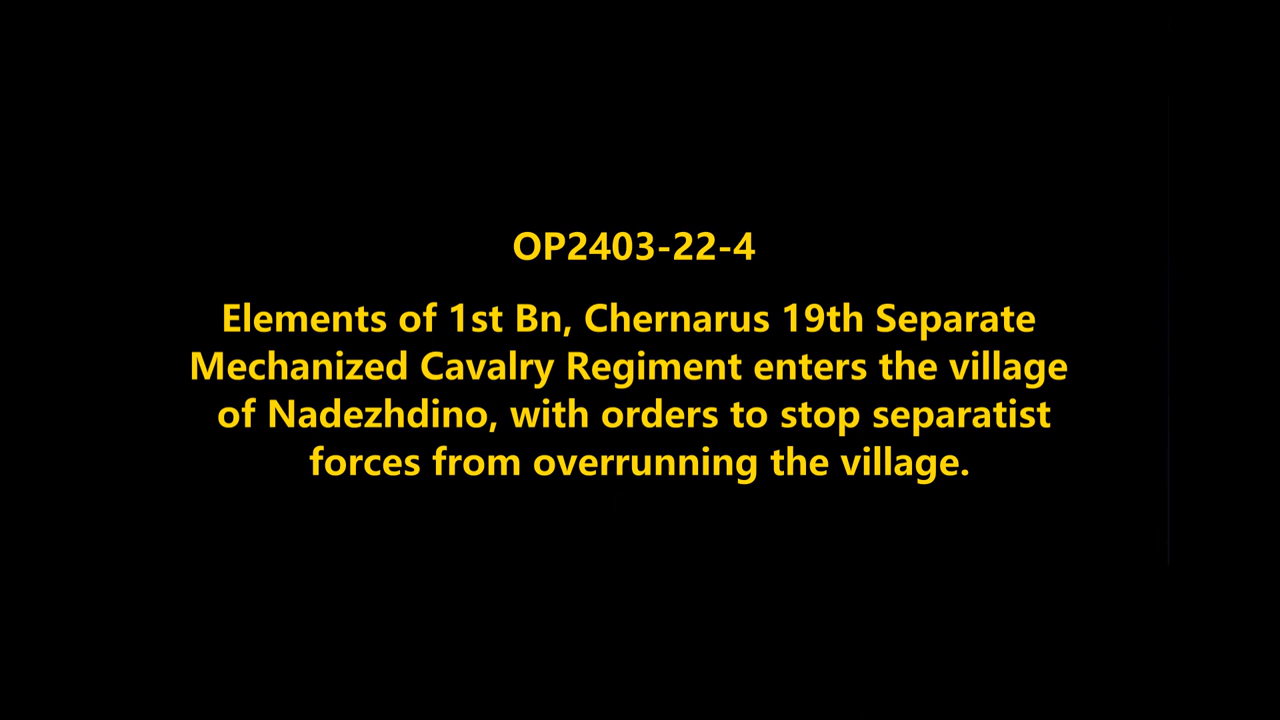 OP2403-22-4
Elements of 1st Bn, Chernarus 19th Separate
Mechanized Cavalry Regiment enters the village
of Nadezhdino, with orders to stop separatist
forces from overrunning the village.